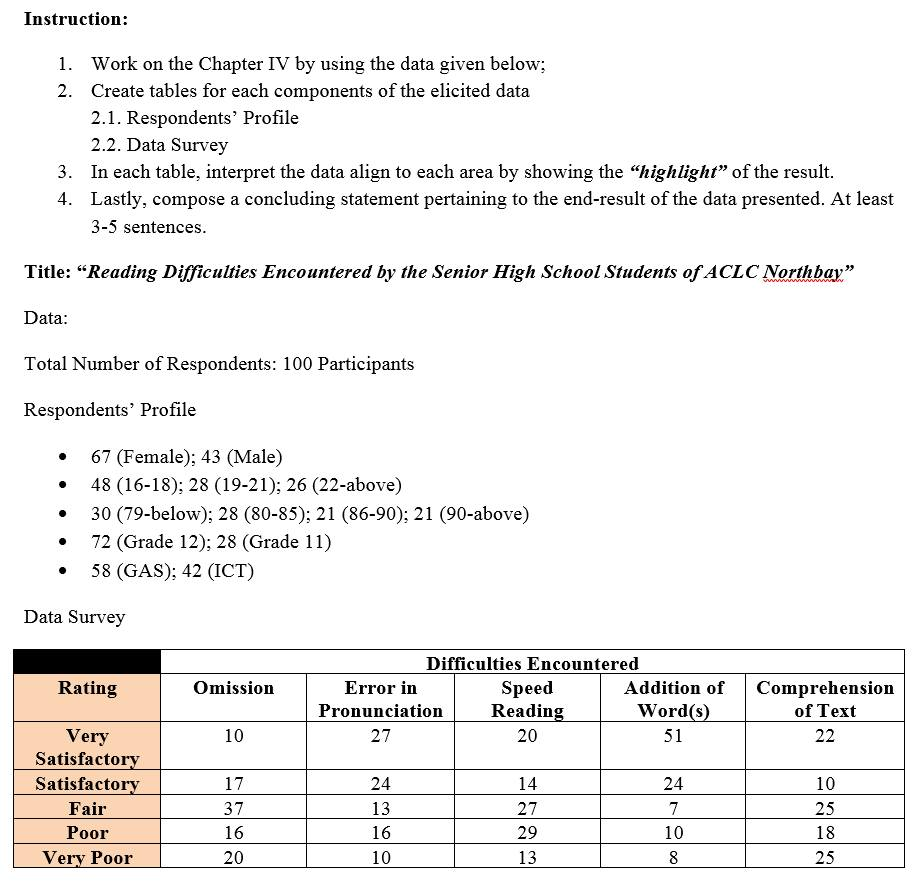 Instruction:
1. Work on the Chapter IV by using the data given below;
2. Create tables for each components of the elicited data
2.1. Respondents’ Profile
2.2. Data Survey
3. In each table, interpret the data align to each area by showing the “highlight” of the result.
4. Lastly, compose a concluding statement pertaining to the end-result of the data presented. At least
3-5 sentences.
Title: “Reading Difficulties Encountered by the Senior High School Students of ACLC Northbay”
Data:
Total Number of Respondents: 100 Participants
Respondents’ Profile
• 67 (Female); 43 (Male)
• 48 (16-18); 28 (19-21); 26 (22-above)
• 30 (79-below); 28 (80-85); 21 (86-90); 21 (90-above)
• 72 (Grade 12); 28 (Grade 11)
• 58 (GAS); 42 (ICT)
Data Survey
Difficulties Encountered
Rating Omission Error in Speed Addition of Comprehension
Pronunciation Reading Word(s) of Text
Very 10 27 20 51 22
Satisfactory
Satisfactory 17 24 14 24 10
Fair 37 13 27 7 25
Poor 16 16 29 10 18
Very Poor 20 10 13 8 25